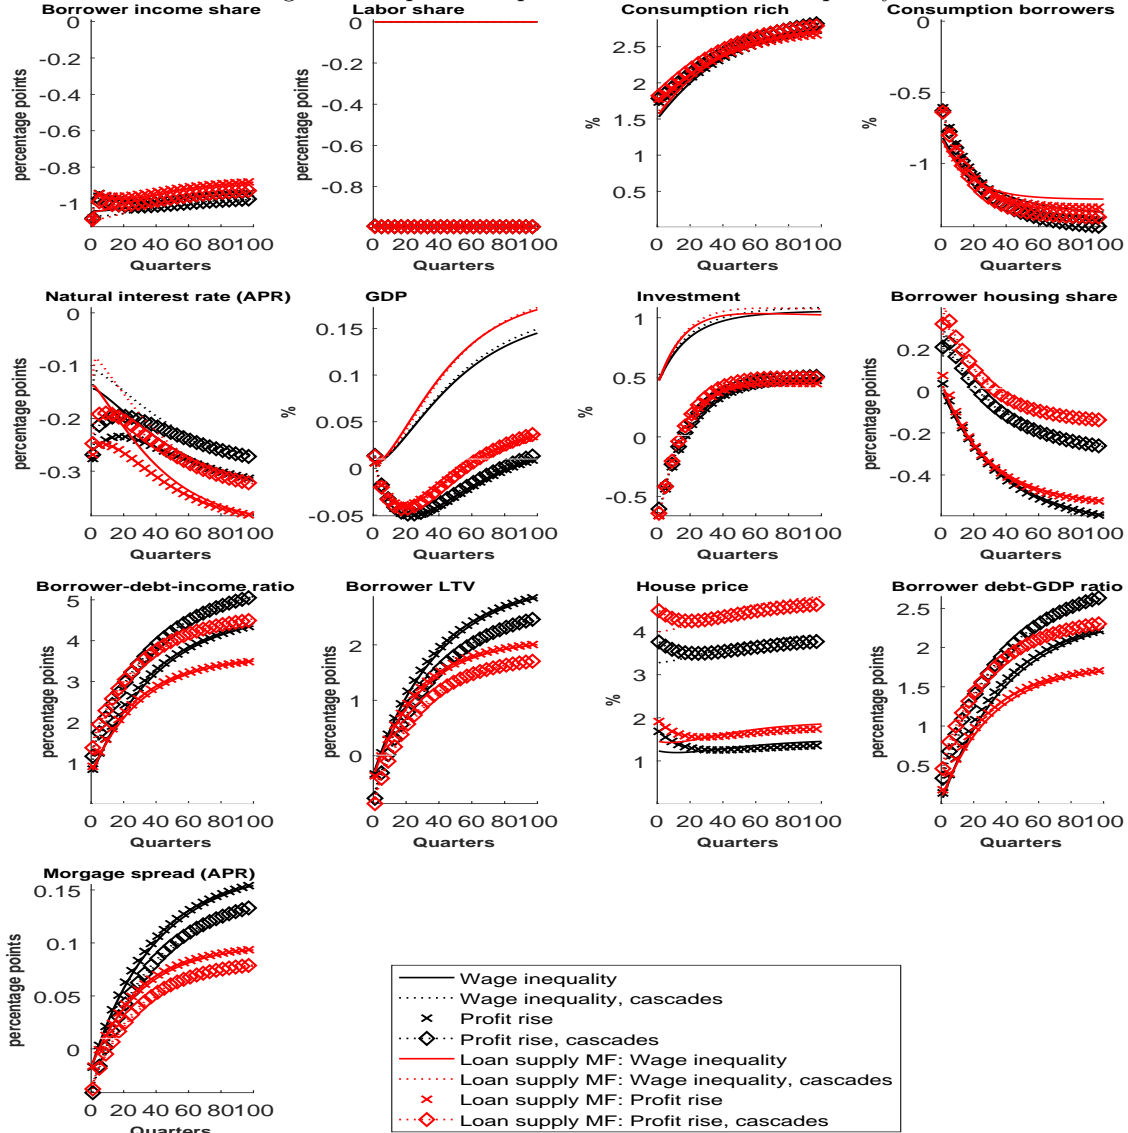 Borrower income share
Labor share
Consumption rich
Consumption borrowers
0
-0.2
-0.4
-0.6
-0.8
-1
percentage points
0 20 40 60 80100
Quarters
0
-0.2
-0.4
-0.6
-0.8
percentage points
0 20 40 60 80100
Quarters
2.5
2
1.5
1
0.5
%
0 20 40 60 80100
Quarters
0
-0.5
-1
%
0 20 40 60 80100
Quarters
Natural interest rate (APR)
GDP
Investment
Borrower housing share
0
-0.1
-0.2
-0.3
percentage points
0 20 40 60 80100
Quarters
0.15
0.1
0.05
0
-0.05
%
0 20 40 60 80100
Quarters
1
0.5
0
-0.5
%
0 20 40 60 80100
Quarters
0.2
0
-0.2
-0.4
percentage points
0 20 40 60 80100
Quarters
Borrower-debt-income ratio
Borrower LTV
House price
Borrower debt-GDP ratio
5
4
3
2
1
percentage points
0 20 40 60 80100
Quarters
2
1
0
percentage points
0 20 40 60 80100
Quarters
4
3
2
1
%
0 20 40 60 80100
Quarters
2.5
2
1.5
1
0.5
percentage points
0 20 40 60 80100
Quarters
Morgage spread (APR)
0.15
0.1
0.05
0
percentage points
0 20 40 60 80100
Quarters
Wage inequality
Wage inequality, cascades
Profit rise
Profit rise, cascades
Loan supply MF: Wage inequality
Loan supply MF: Wage inequality, cascades
Loan supply MF: Profit rise
Loan supply MF: Profit rise, cascades